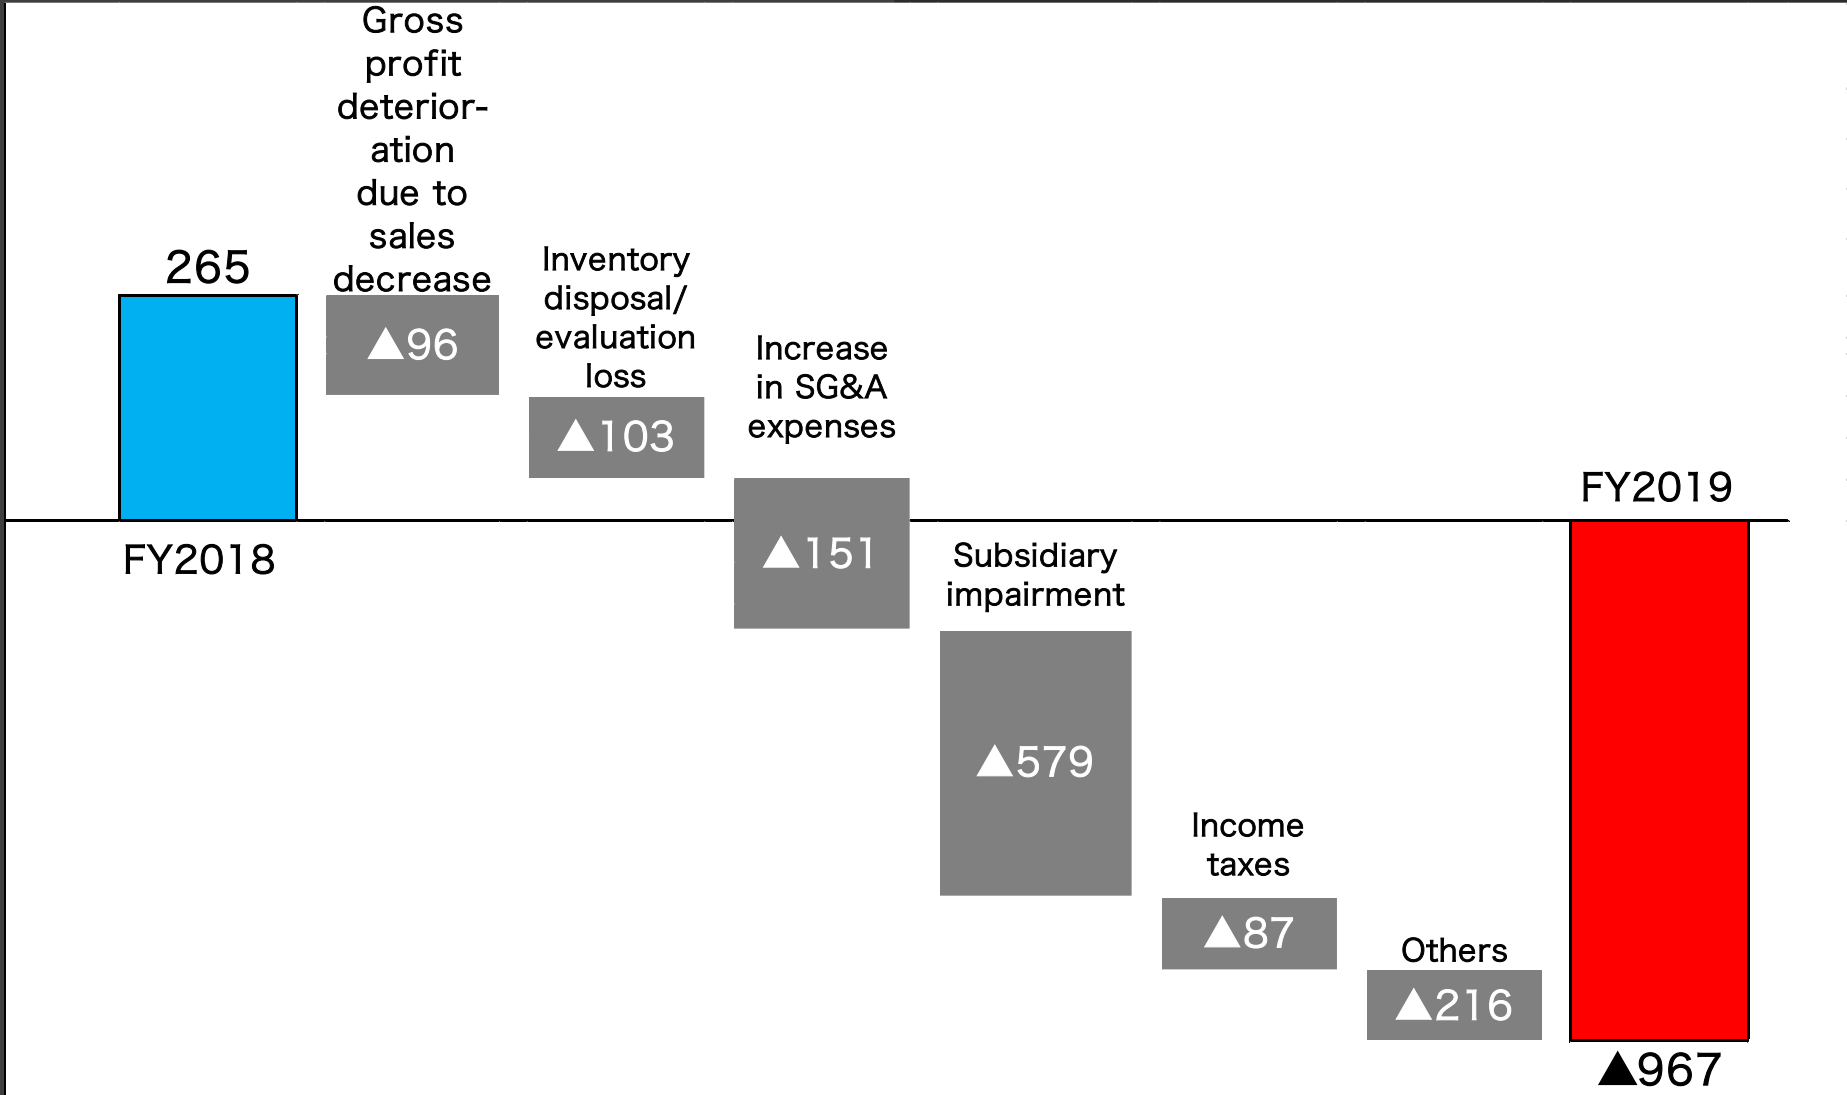 Gross
profit
deterior-
ation
due to
sales
decrease
265
FY2018
▲96
Inventory
disposal/
evaluation
loss
▲103
Increase
in SG&A
expenses
▲151
Subsidiary
impairment
▲579
Income
taxes
▲87
Others
▲216
FY2019
▲967